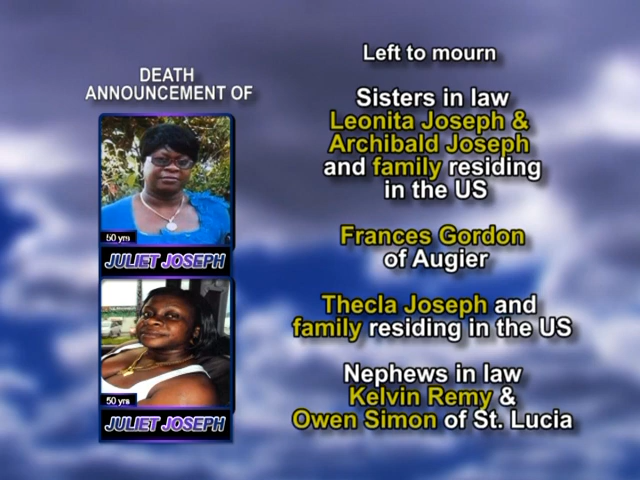 DEATH
ANNOUNCEMENT OF
50 yrs
JULIET JOSEPH
50 yrs
JULIET JOSEPH
Left to mourn
Sisters in law
Leonita Joseph &
Archibald Joseph
and family residing
in the US
Frances Gordon
of Augier
Thecla Joseph and
family residing in the US
Nephews in law
Kelvin Remy &
Owen Simon of St. Lucia